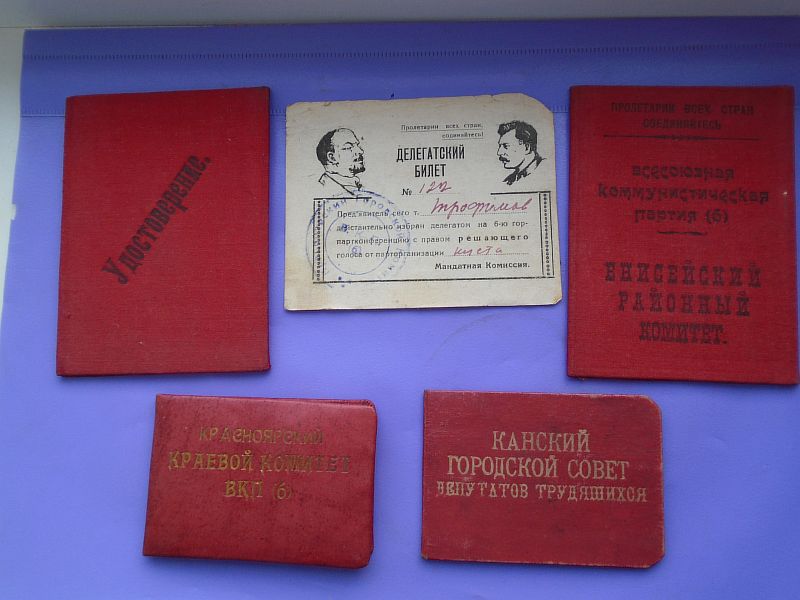 Удостоверение.
Пролетарии всех стран,
соединяйтесь!
ДЕЛЕГАТСКИЙ
БИЛЕТ
№ 122
Предъявитель сего т. Трофимов
действительно избран делегатом на 6-ю гор-
партконференцию с правом решающего
голоса от парторганизации куста
Мандатная Комиссия.
ПРОЛЕТАРИИ ВСЕХ СТРАН
СОЕДИНЯЙТЕСЬ
ВСЕСОЮЗНАЯ
КОММУНИСТИЧЕСКАЯ
ПАРТИЯ (б)
ЕНИСЕЙСКИЙ
РАЙОННЫЙ
КОМИТЕТ.
КРАСНОЯРСКИЙ
КРАЕВОЙ КОМИТЕТ
ВКП (б)
КАНСКИЙ
ГОРОДСКОЙ СОВЕТ
ДЕПУТАТОВ ТРУДЯЩИХСЯ